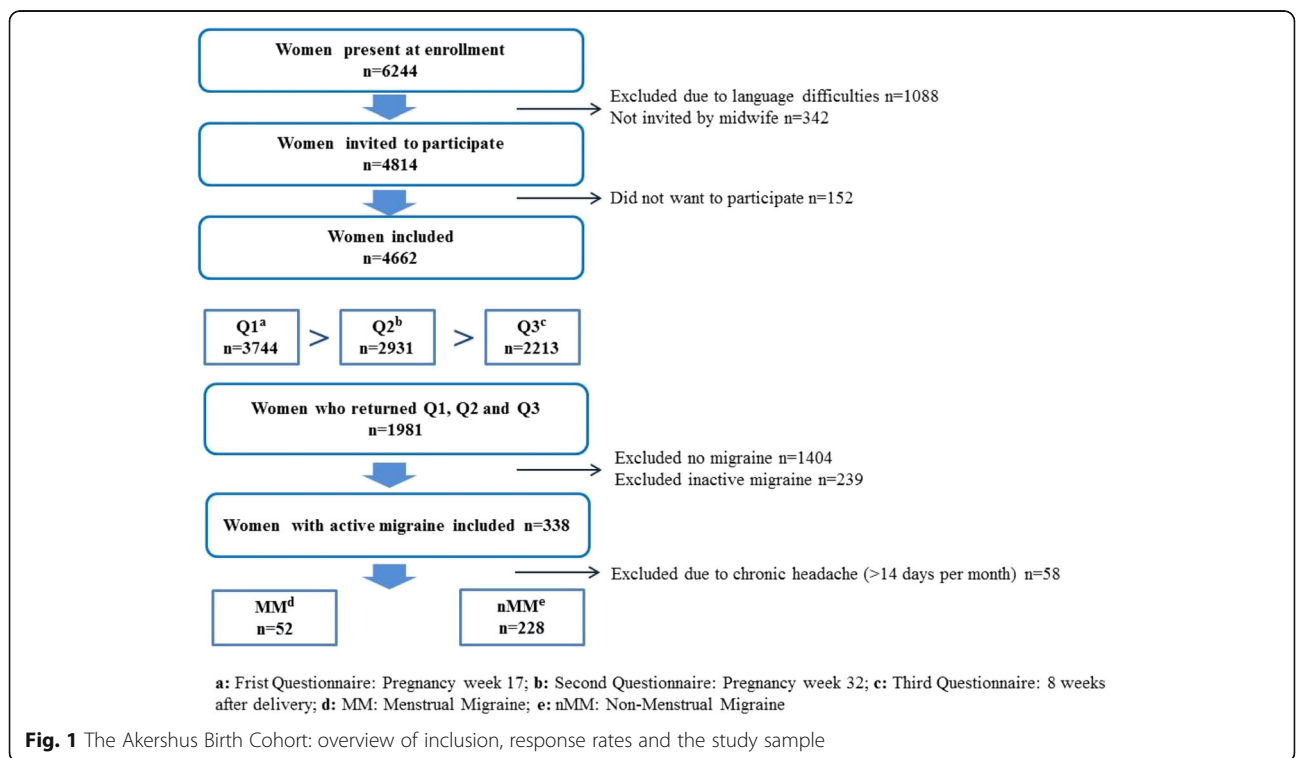 Women present at enrollment
n=6244
Excluded due to language difficulties n=1088
Not invited by midwife n=342
Women invited to participate
n=4814
Did not want to participate n=152
Women included
n=4662
Q1a > Q2b > Q3c
n=3744 n=2931 n=2213
Women who returned Q1, Q2 and Q3
n=1981
Excluded no migraine n=1404
Excluded inactive migraine n=239
Women with active migraine included n=338
Excluded due to chronic headache (>14 days per month) n=58
MMd
n=52
nMMe
n=228
a: Frist Questionnaire: Pregnancy week 17; b: Second Questionnaire: Pregnancy week 32; c: Third Questionnaire: 8 weeks
after delivery; d: MM: Menstrual Migraine; e: nMM: Non-Menstrual Migraine
Fig. 1 The Akershus Birth Cohort: overview of inclusion, response rates and the study sample